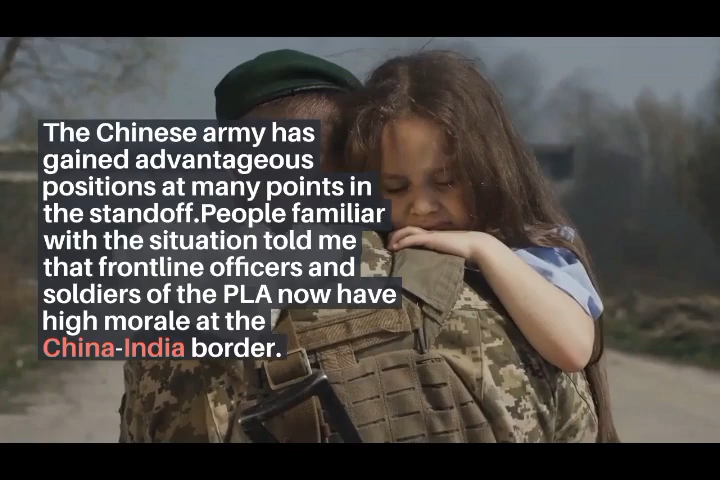 The Chinese army has
gained advantageous
positions at many points in
the standoff.People familiar
with the situation told me
that frontline officers and
soldiers of the PLA now have
high morale at the
China-India border.